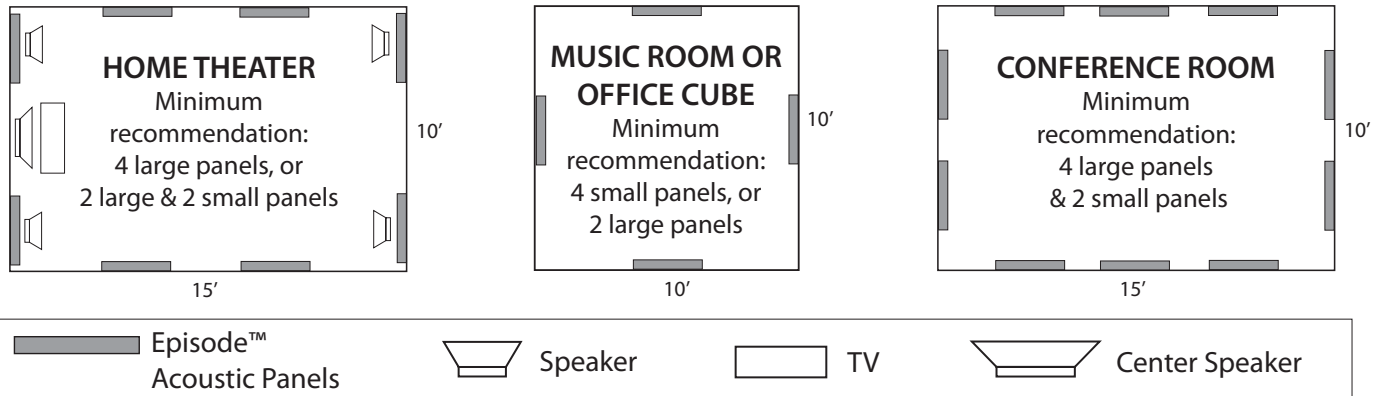 HOME THEATER
Minimum
recommendation:
4 large panels, or
2 large & 2 small panels
10’
15’
MUSIC ROOM OR
OFFICE CUBE
Minimum
recommendation:
4 small panels, or
2 large panels
10’
10’
CONFERENCE ROOM
Minimum
recommendation:
4 large panels
& 2 small panels
10’
15’
Episode™
Acoustic Panels
Speaker
TV
Center Speaker